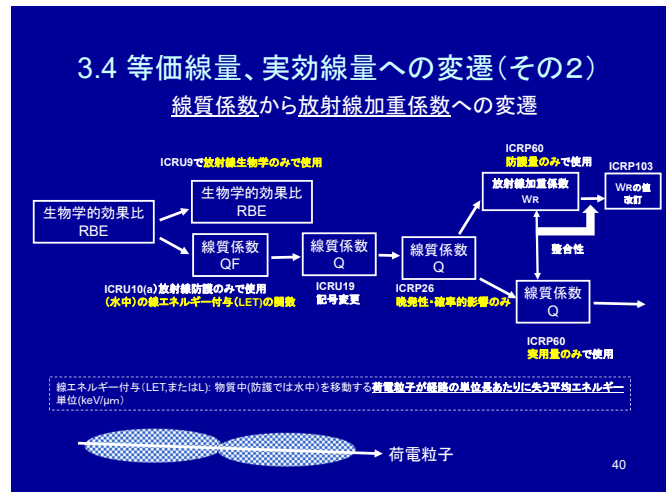 3.4 等価線量、実効線量への変遷(その2)
線質係数から放射線加重係数への変遷
ICRU9で放射線生物学のみで使用
生物学的効果比
RBE
生物学的効果比
RBE
線質係数
QF
ICRU10(a)放射線防護のみで使用
(水中)の線エネルギー付与(LET)の関数
線質係数
Q
ICRU19
記号変更
線質係数
Q
ICRP26
晩発性・確率的影響のみ
ICRP60
防護量のみで使用
放射線加重係数
WR
ICRP103
WRの値
改訂
整合性
線質係数
Q
ICRP60
実用量のみで使用
線エネルギー付与(LET,またはL): 物質中(防護では水中)を移動する荷電粒子が経路の単位長あたりに失う平均エネルギー
単位(keV/μm)
荷電粒子
40